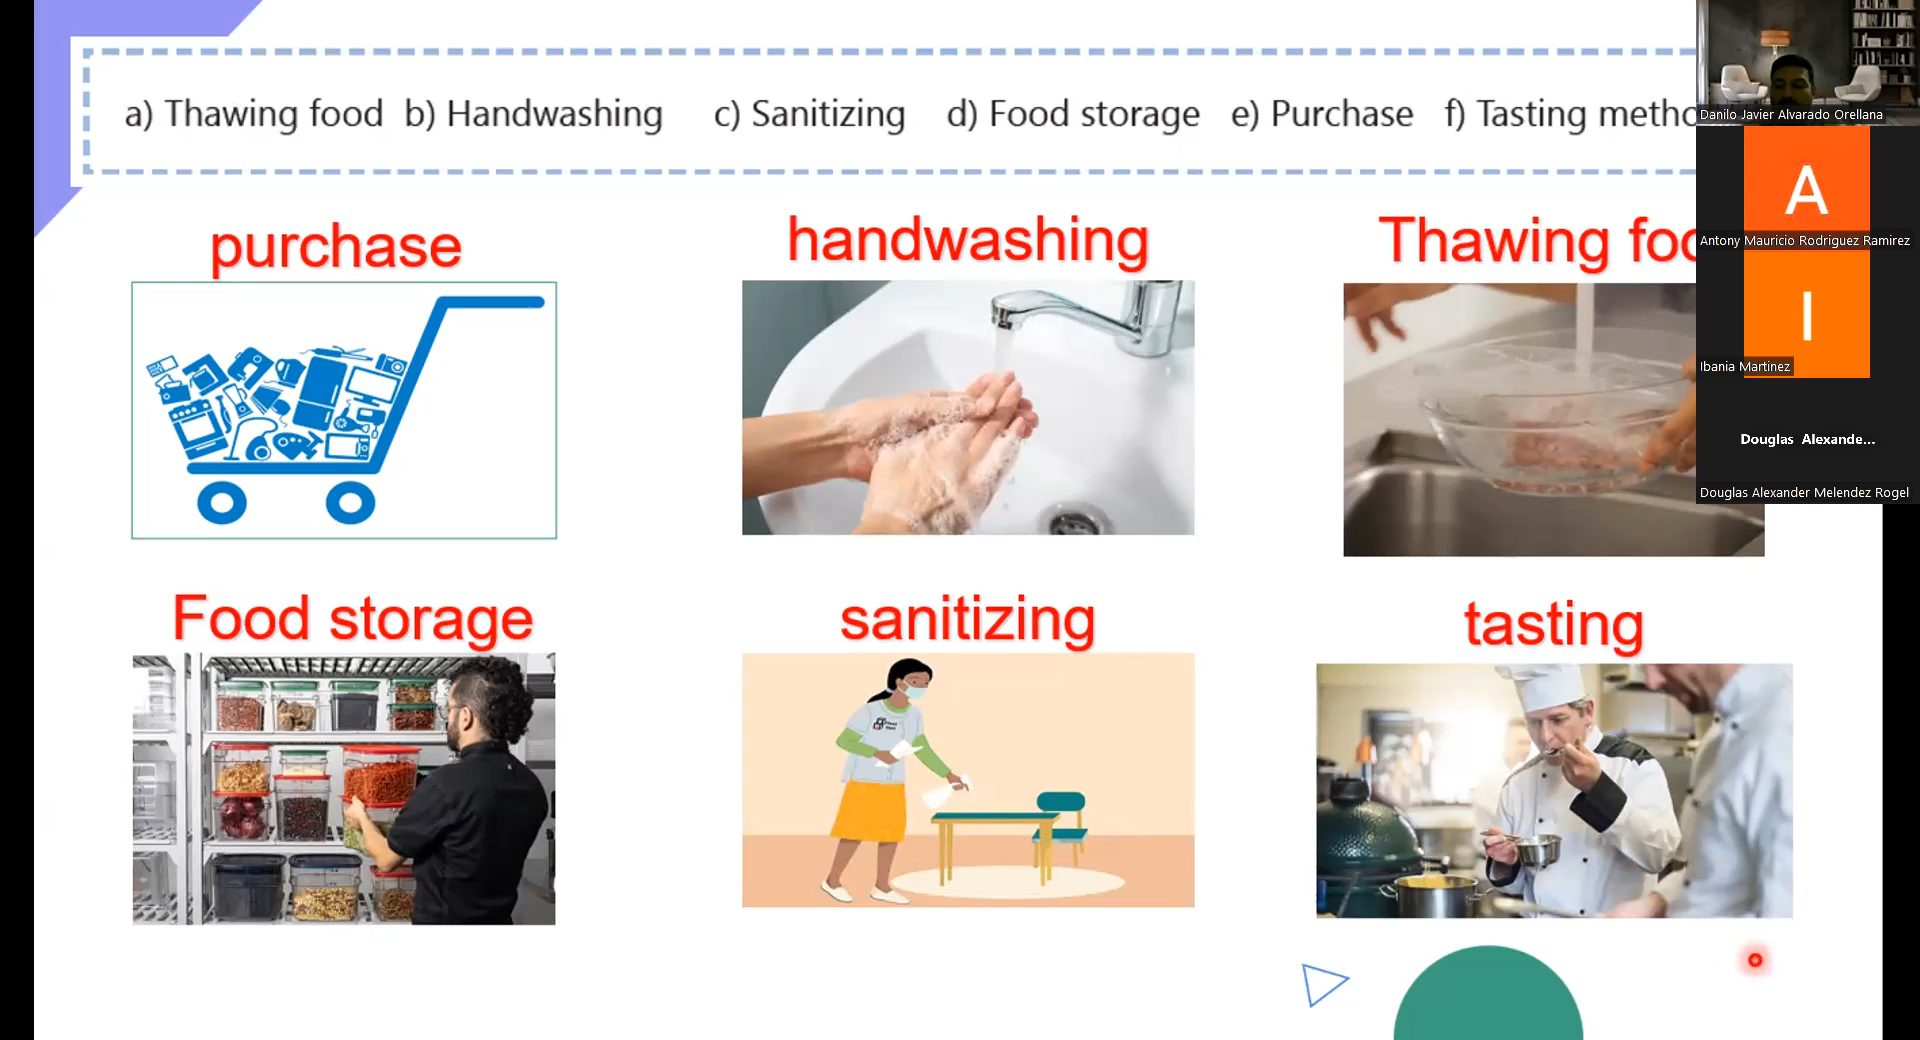 a) Thawing food b) Handwashing c) Sanitizing d) Food storage e) Purchase f) Tasting metho
purchase
handwashing
Thawing foo
Food storage
sanitizing
tasting
Danilo Javier Alvarado Orellana
A
Antony Mauricio Rodriguez Ramirez
I
Ibania Martinez
Douglas Alexande...
Douglas Alexander Melendez Rogel